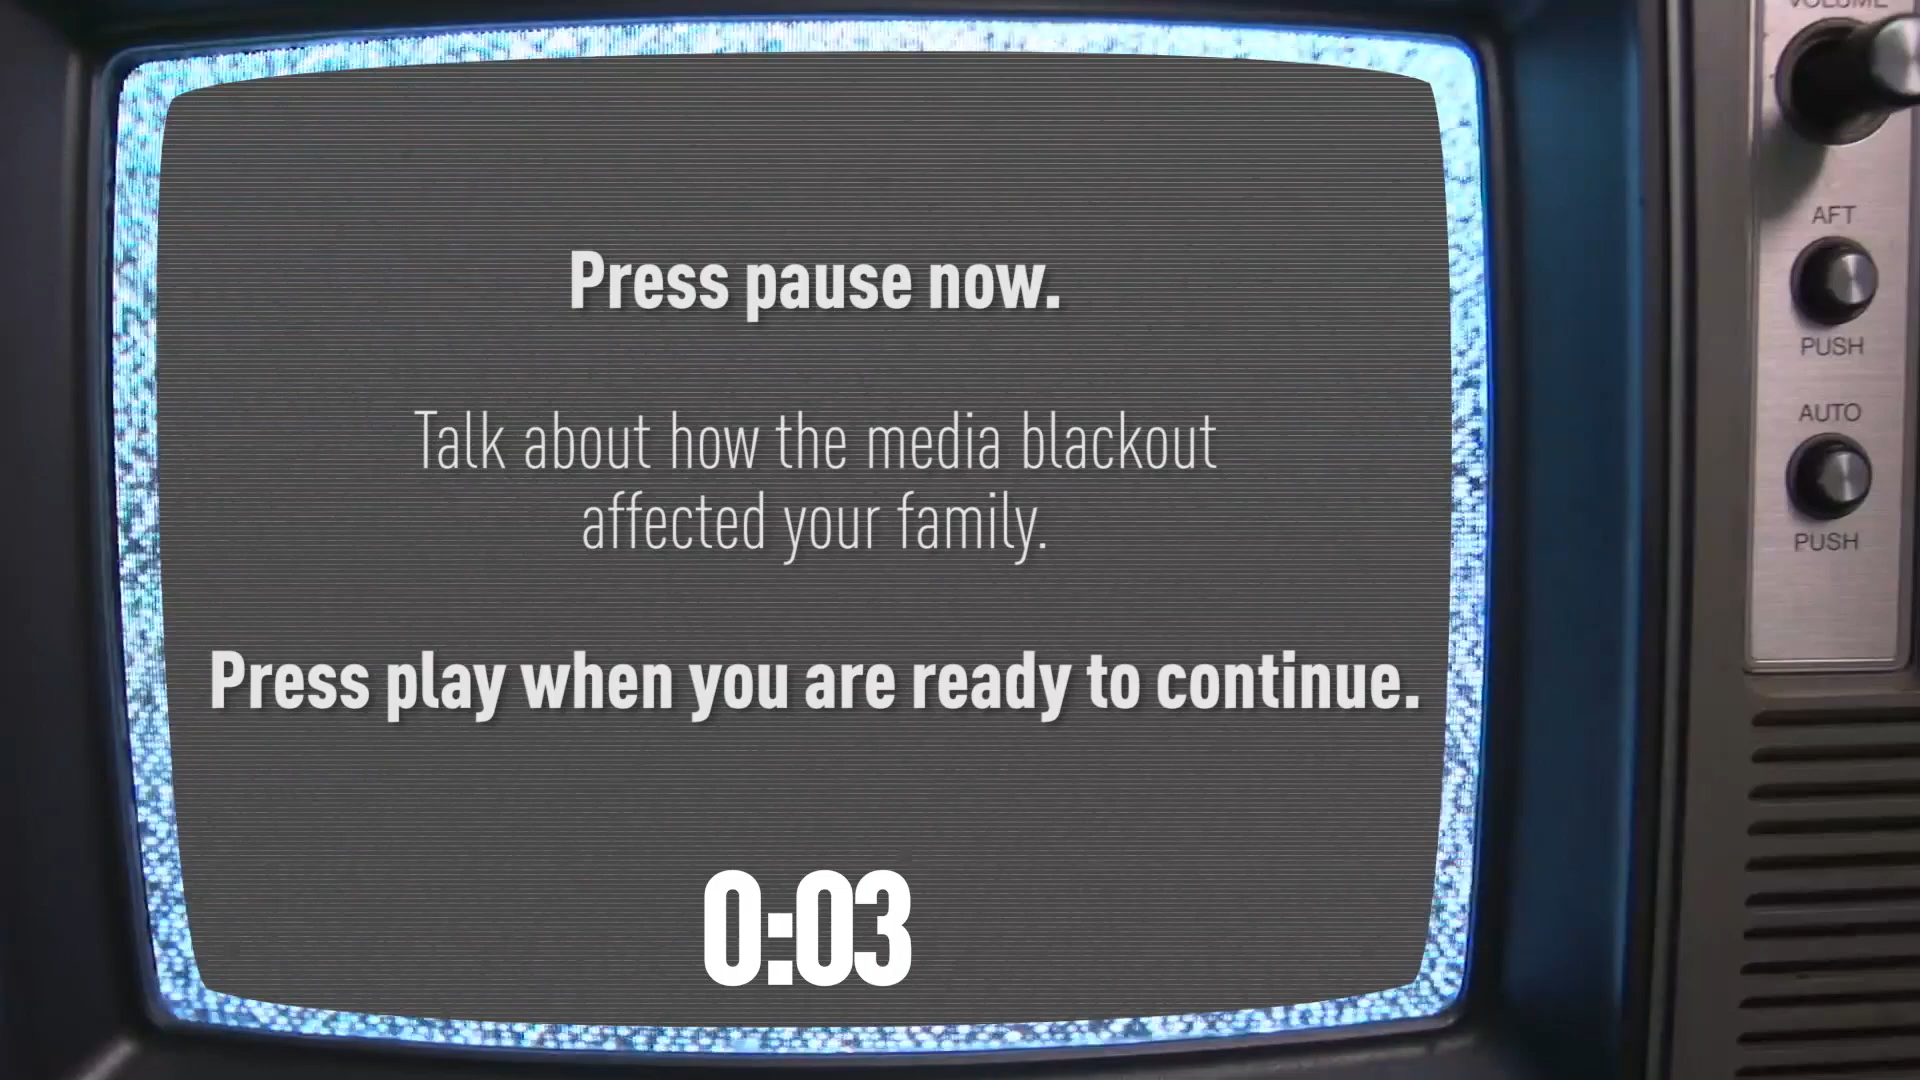 Press pause now.
Talk about how the media blackout
affected your family.
Press play when you are ready to continue.
0:03
VOLUME
AFT
PUSH
AUTO
PUSH